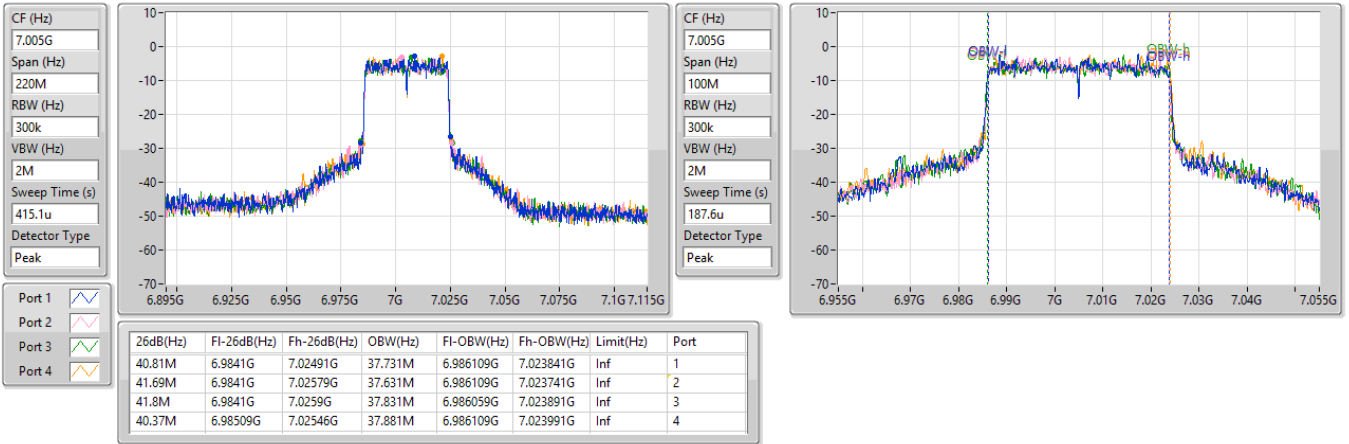 CF (Hz)
7.005G
Span (Hz)
220M
RBW (Hz)
300k
VBW (Hz)
2M
Sweep Time (s)
415.1u
Detector Type
Peak
10
0
-10
-20
-30
-40
-50
-60
-70
6.895G 6.925G 6.95G 6.975G 7G 7.025G 7.05G 7.075G 7.1G 7.115G
CF (Hz)
7.005G
Span (Hz)
100M
RBW (Hz)
300k
VBW (Hz)
2M
Sweep Time (s)
187.6u
Detector Type
Peak
10
0
-10
-20
-30
-40
-50
-60
-70
OBW-l OBW-h
OBW-h
6.955G 6.97G 6.98G 6.99G 7G 7.01G 7.02G 7.03G 7.04G 7.055G
Port 1
Port 2
Port 3
Port 4
26dB(Hz) Fl-26dB(Hz) Fh-26dB(Hz) OBW(Hz) Fl-OBW(Hz) Fh-OBW(Hz) Limit(Hz) Port
40.81M 6.9841G 7.02491G 37.731M 6.986109G 7.023841G Inf 1
41.69M 6.9841G 7.02579G 37.631M 6.986109G 7.023741G Inf 2
41.8M 6.9841G 7.0259G 37.831M 6.986059G 7.023891G Inf 3
40.37M 6.98509G 7.02546G 37.881M 6.986109G 7.023991G Inf 4